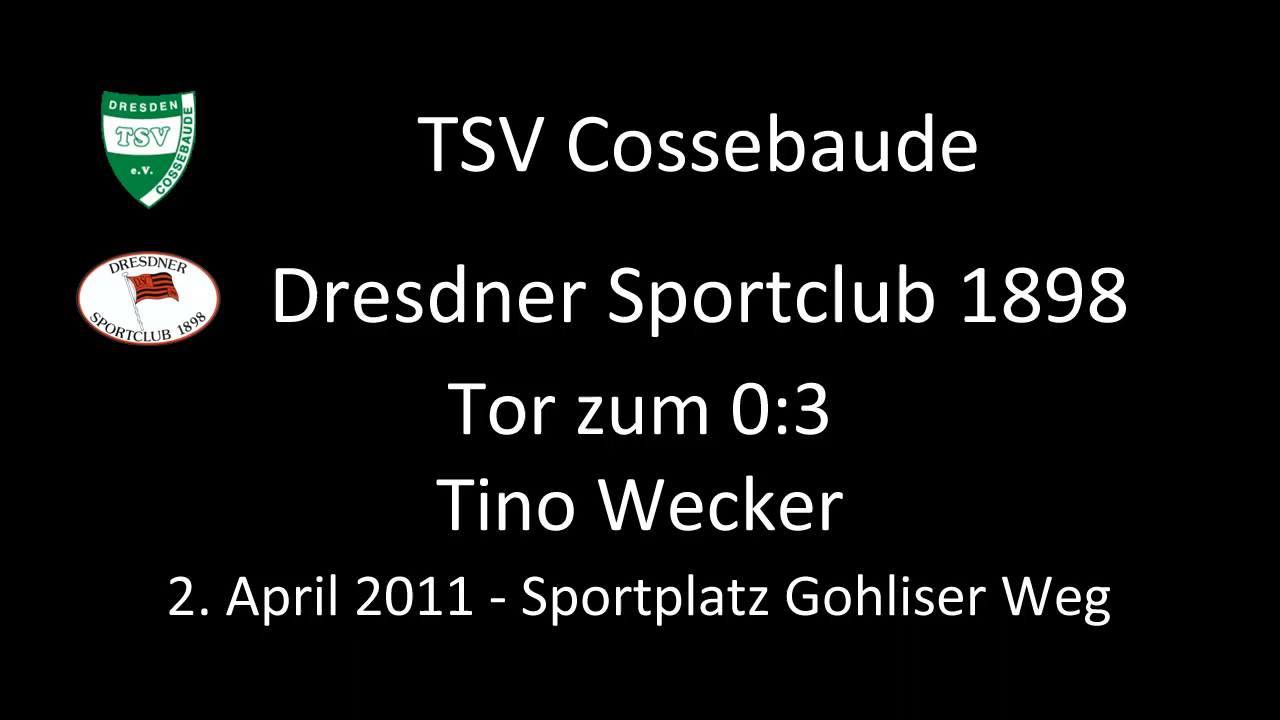 DRESDEN
TSV
e.V.
COSSEBAUDE
TSV Cossebaude
DRESDNER
SPORTCLUB 1898
Dresdner Sportclub 1898
Tor zum 0:3
Tino Wecker
2. April 2011 - Sportplatz Gohliser Weg